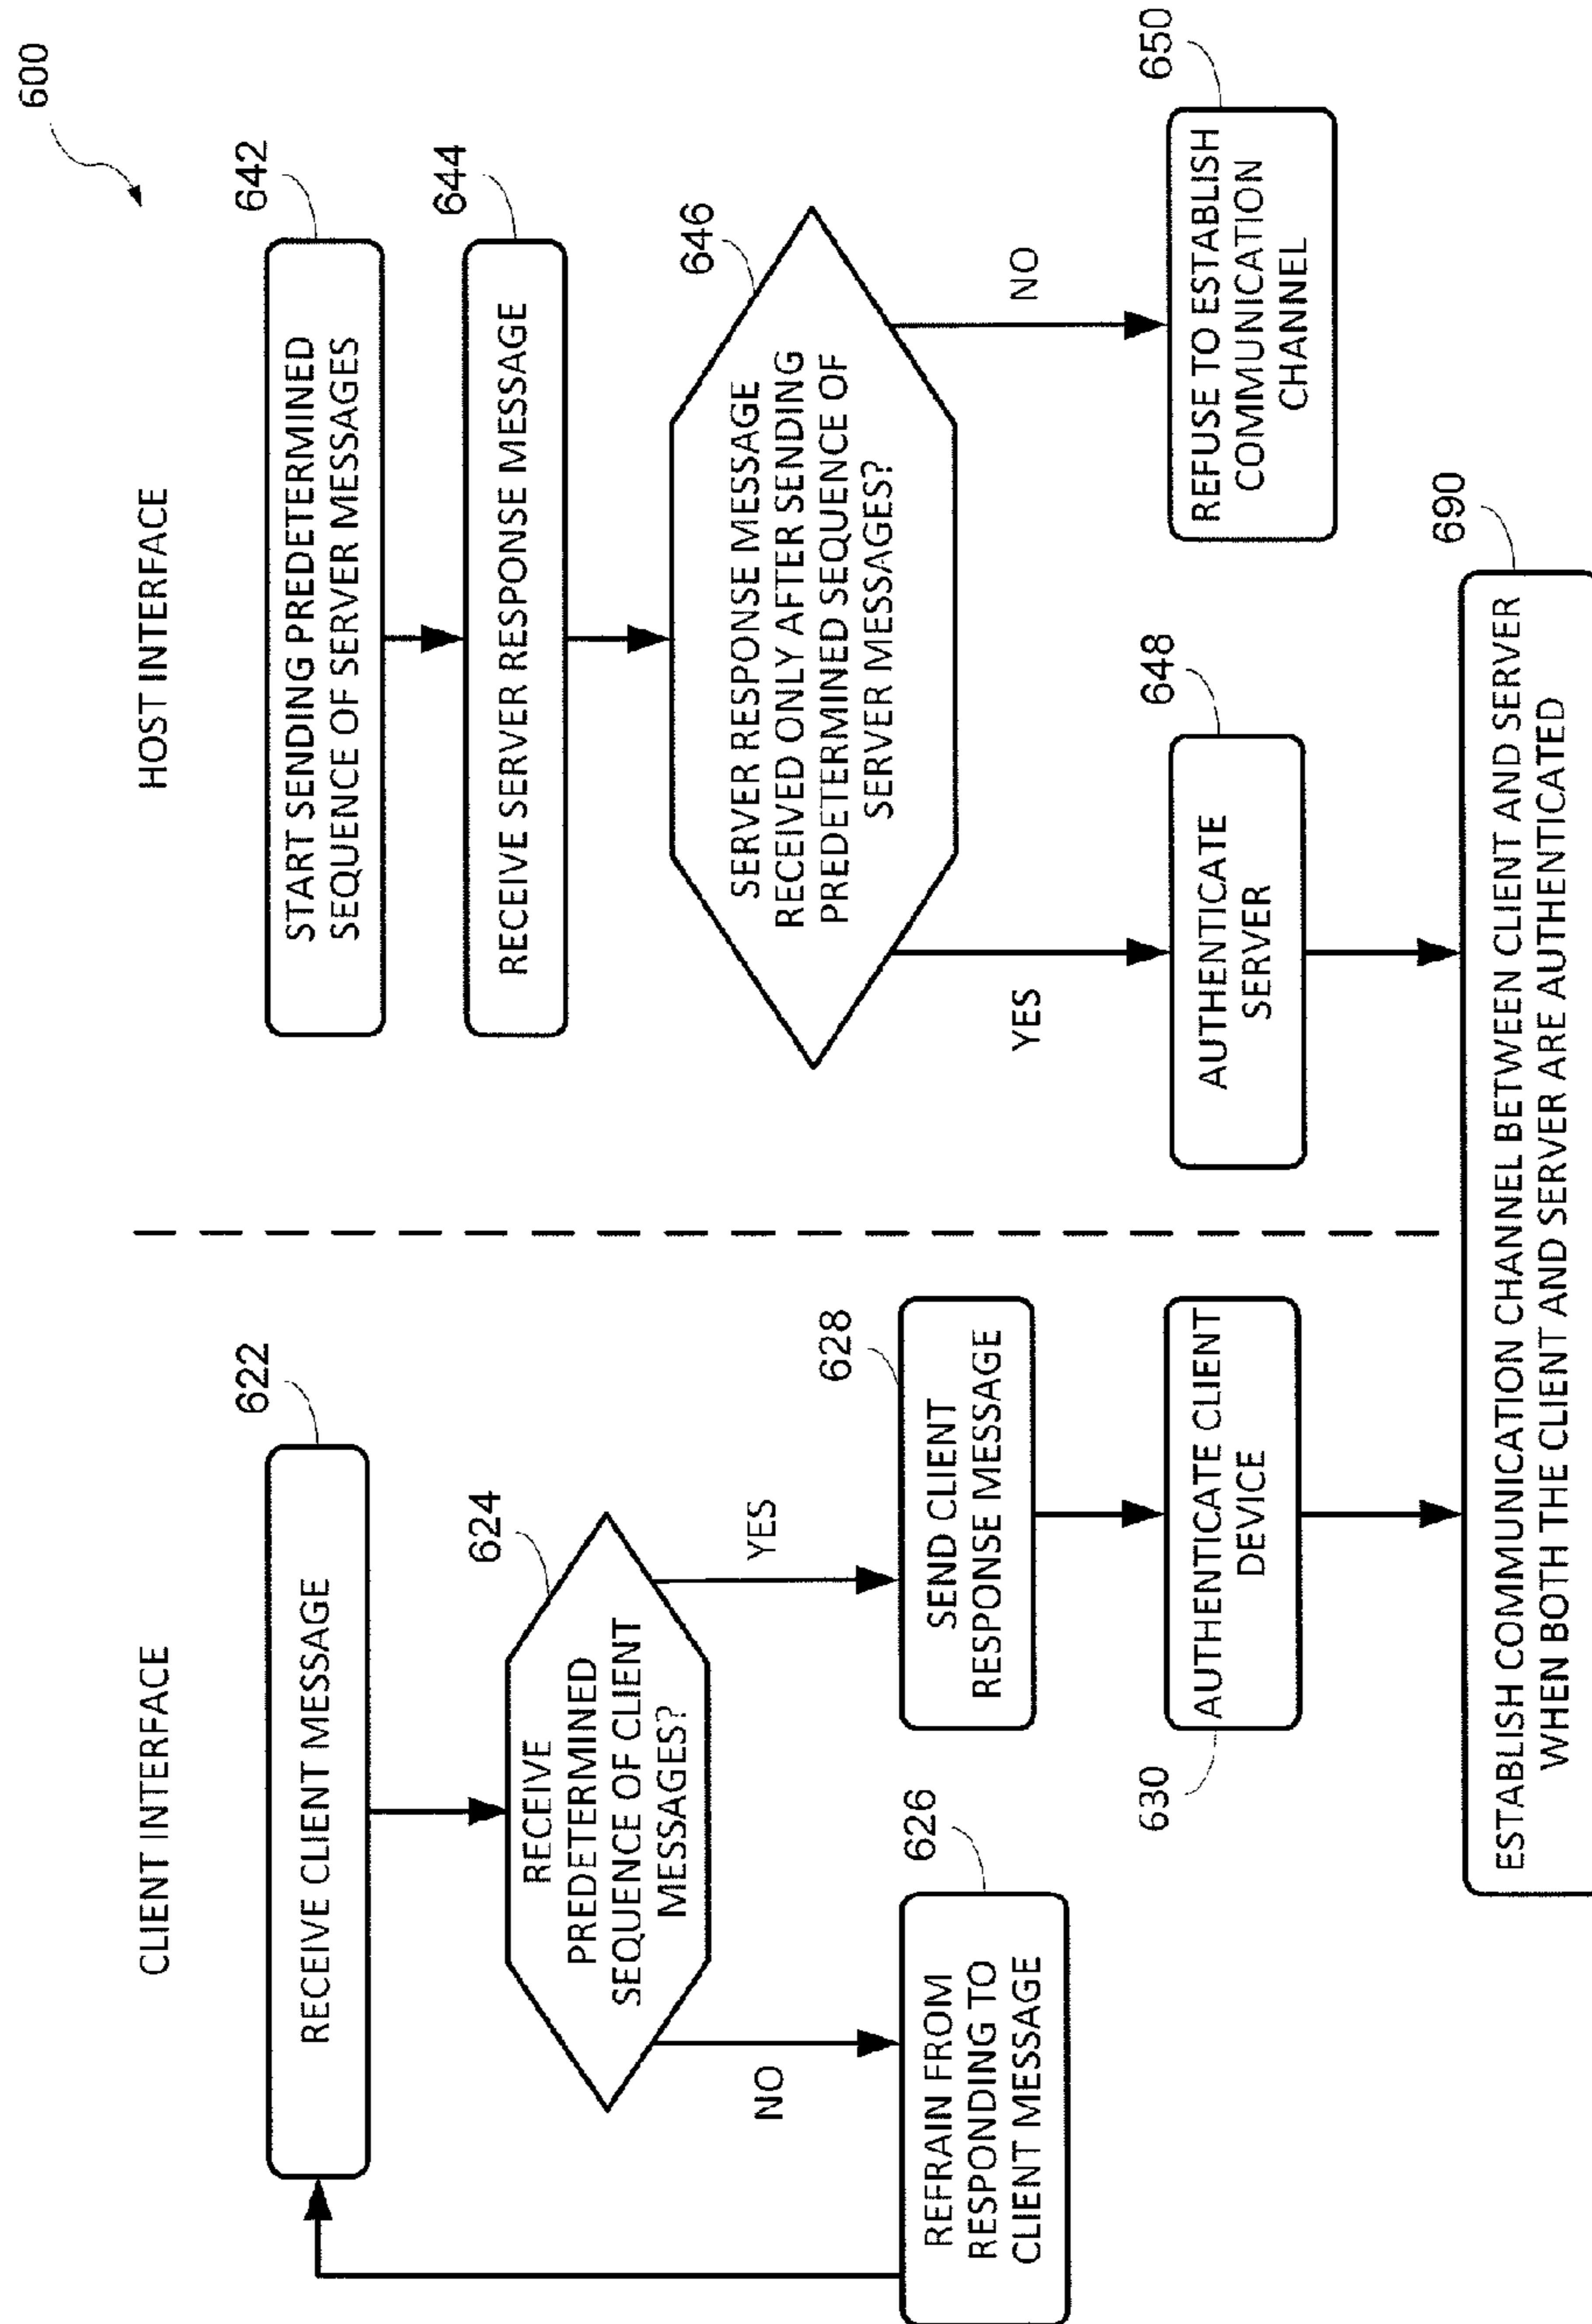 600
CLIENT INTERFACE
622
RECEIVE CLIENT MESSAGE
624
RECEIVE
PREDETERMINED
SEQUENCE OF CLIENT
MESSAGES?
NO
YES
626
REFRAIN FROM
RESPONDING TO
CLIENT MESSAGE
628
SEND CLIENT
RESPONSE MESSAGE
630
AUTHENTICATE CLIENT
DEVICE
HOST INTERFACE
642
START SENDING PREDETERMINED
SEQUENCE OF SERVER MESSAGES
644
RECEIVE SERVER RESPONSE MESSAGE
646
SERVER RESPONSE MESSAGE
RECEIVED ONLY AFTER SENDING
PREDETERMINED SEQUENCE OF
SERVER MESSAGES?
YES
NO
648
AUTHENTICATE
SERVER
650
REFUSE TO ESTABLISH
COMMUNICATION
CHANNEL
690
ESTABLISH COMMUNICATION CHANNEL BETWEEN CLIENT AND SERVER
WHEN BOTH THE CLIENT AND SERVER ARE AUTHENTICATED